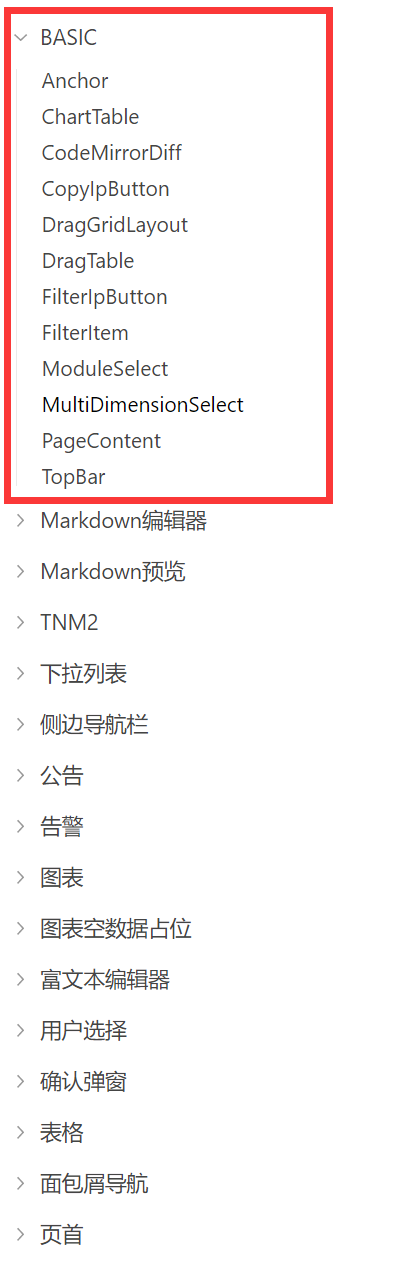 BASIC
Anchor
ChartTable
CodeMirrorDiff
CopyIpButton
DragGridLayout
DragTable
FilterIpButton
FilterItem
ModuleSelect
MultiDimensionSelect
PageContent
TopBar
Markdown编辑器
Markdown预览
TNM2
下拉列表
侧边导航栏
公告
告警
图表
图表空数据占位
富文本编辑器
用户选择
确认弹窗
表格
面包屑导航
页首